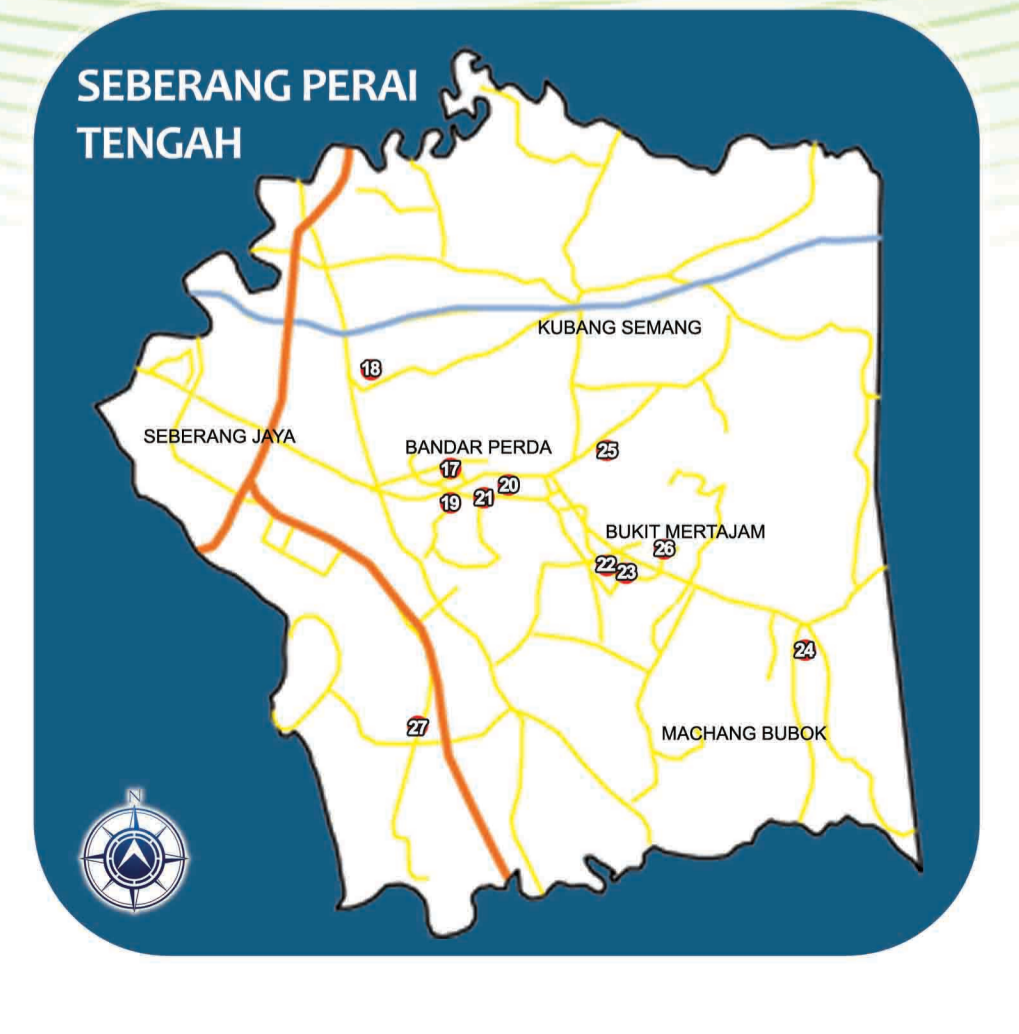 SEBERANG PERAI
TENGAH
KUBANG SEMANG
18
SEBERANG JAYA
BANDAR PERDA
25
17
20
21
19
BUKIT MERTAJAM
26
22
23
24
27
MACHANG BUBOK
N